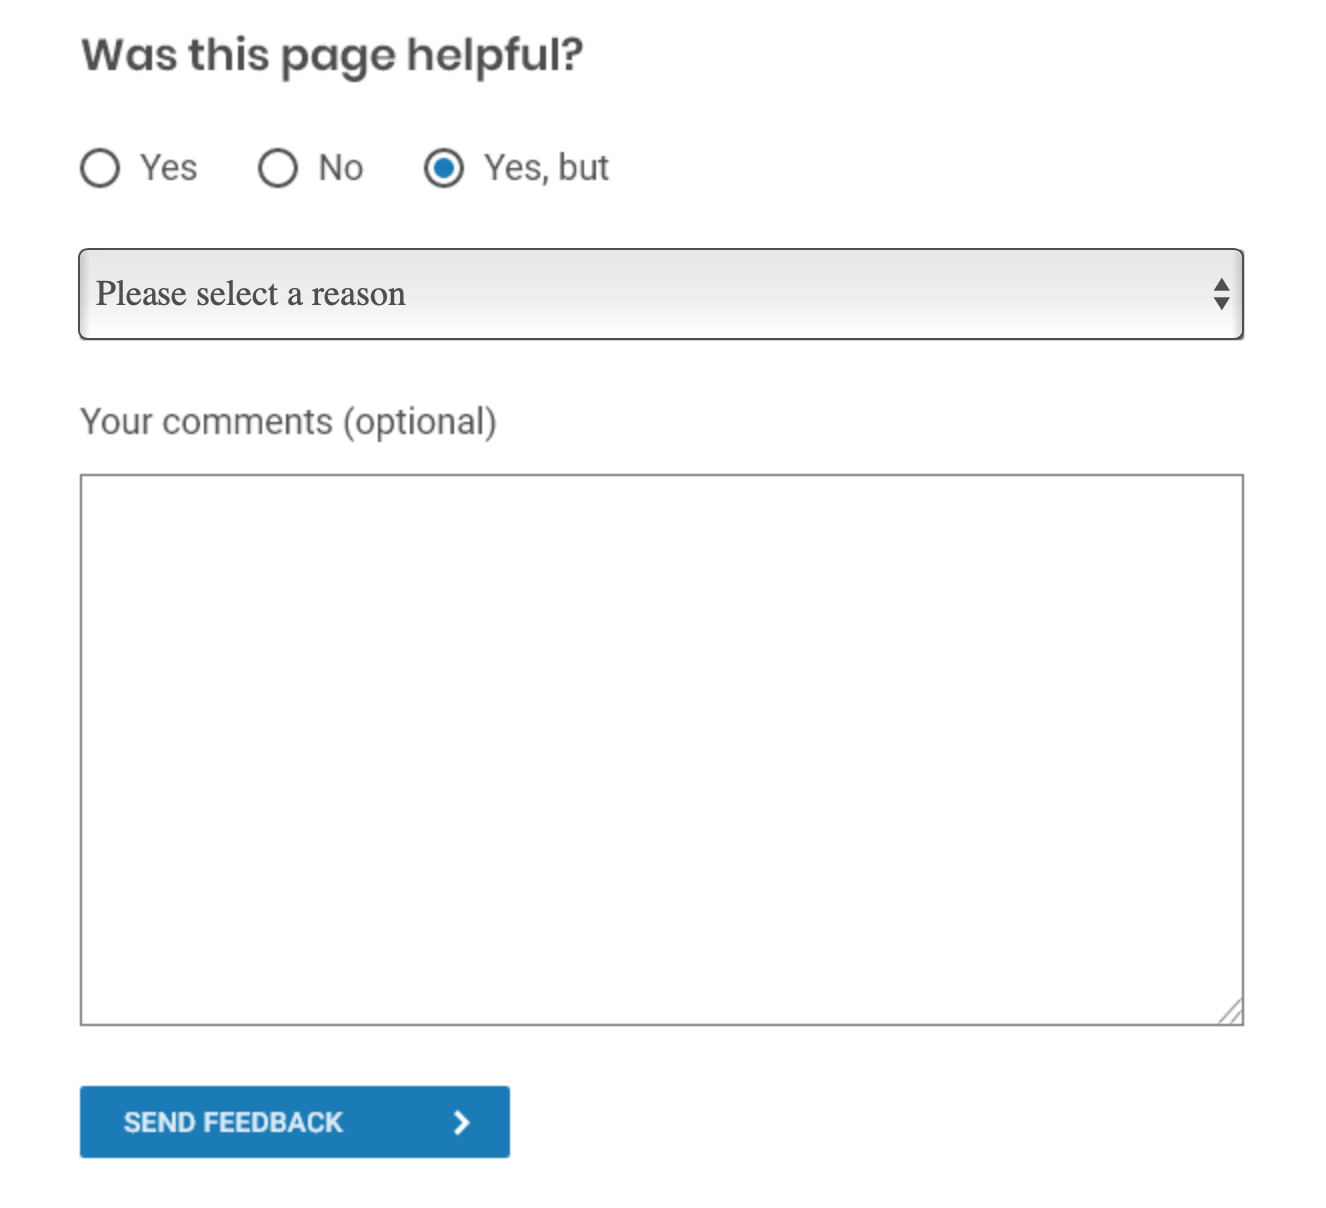 Was this page helpful?
Yes No Yes, but
Please select a reason
Your comments (optional)
SEND FEEDBACK